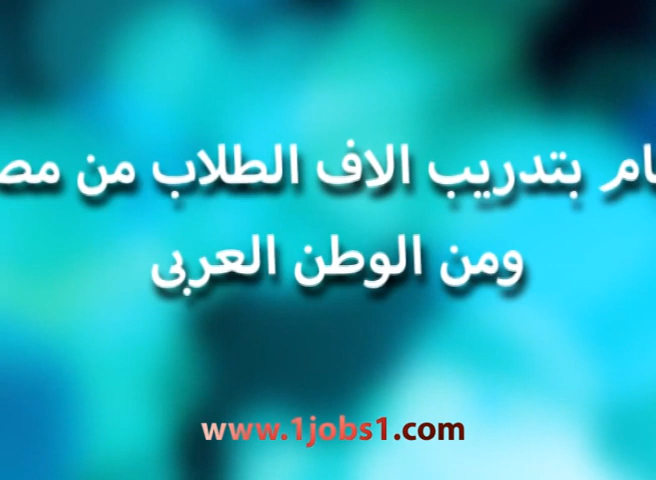 بتدريب الاف الطلاب من
ومن الوطن العربى
www.1jobs1.com